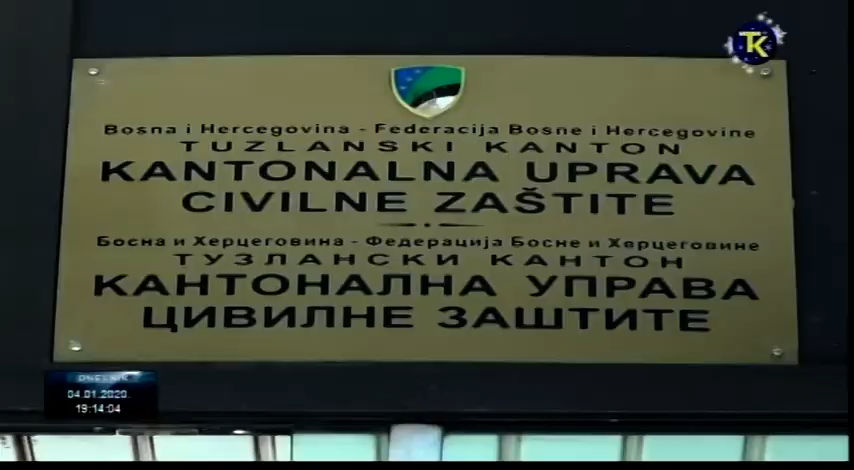 TK
Bosna i Hercegovina - Federacija Bosne i Hercegovine
TUZLANSKI KANTON
KANTONALNA UPRAVA
CIVILNE ZAŠTITE
Босна и Херцеговина - Федерација Босне и Херцеговине
ТУЗЛАНСКИ КАНТОН
КАНТОНАЛНА УПРАВА
ЦИВИЛНЕ ЗАШТИТЕ
DNEVNIK
04.01.2020.
19:14:04